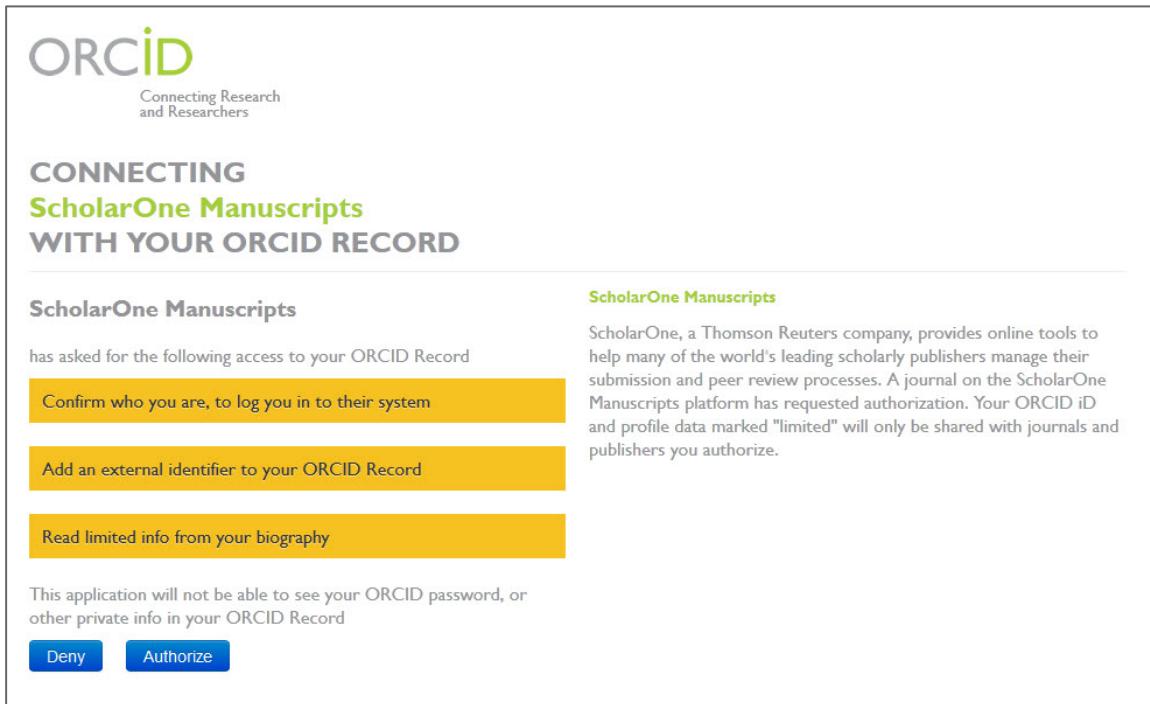 ORCiD
Connecting Research
and Researchers
CONNECTING
ScholarOne Manuscripts
WITH YOUR ORCID RECORD
ScholarOne Manuscripts
has asked for the following access to your ORCID Record
Confirm who you are, to log you in to their system
Add an external identifier to your ORCID Record
Read limited info from your biography
This application will not be able to see your ORCID password, or
other private info in your ORCID Record
Deny
Authorize
ScholarOne Manuscripts
ScholarOne, a Thomson Reuters company, provides online tools to
help many of the world's leading scholarly publishers manage their
submission and peer review processes. A journal on the ScholarOne
Manuscripts platform has requested authorization. Your ORCID iD
and profile data marked "limited" will only be shared with journals and
publishers you authorize.